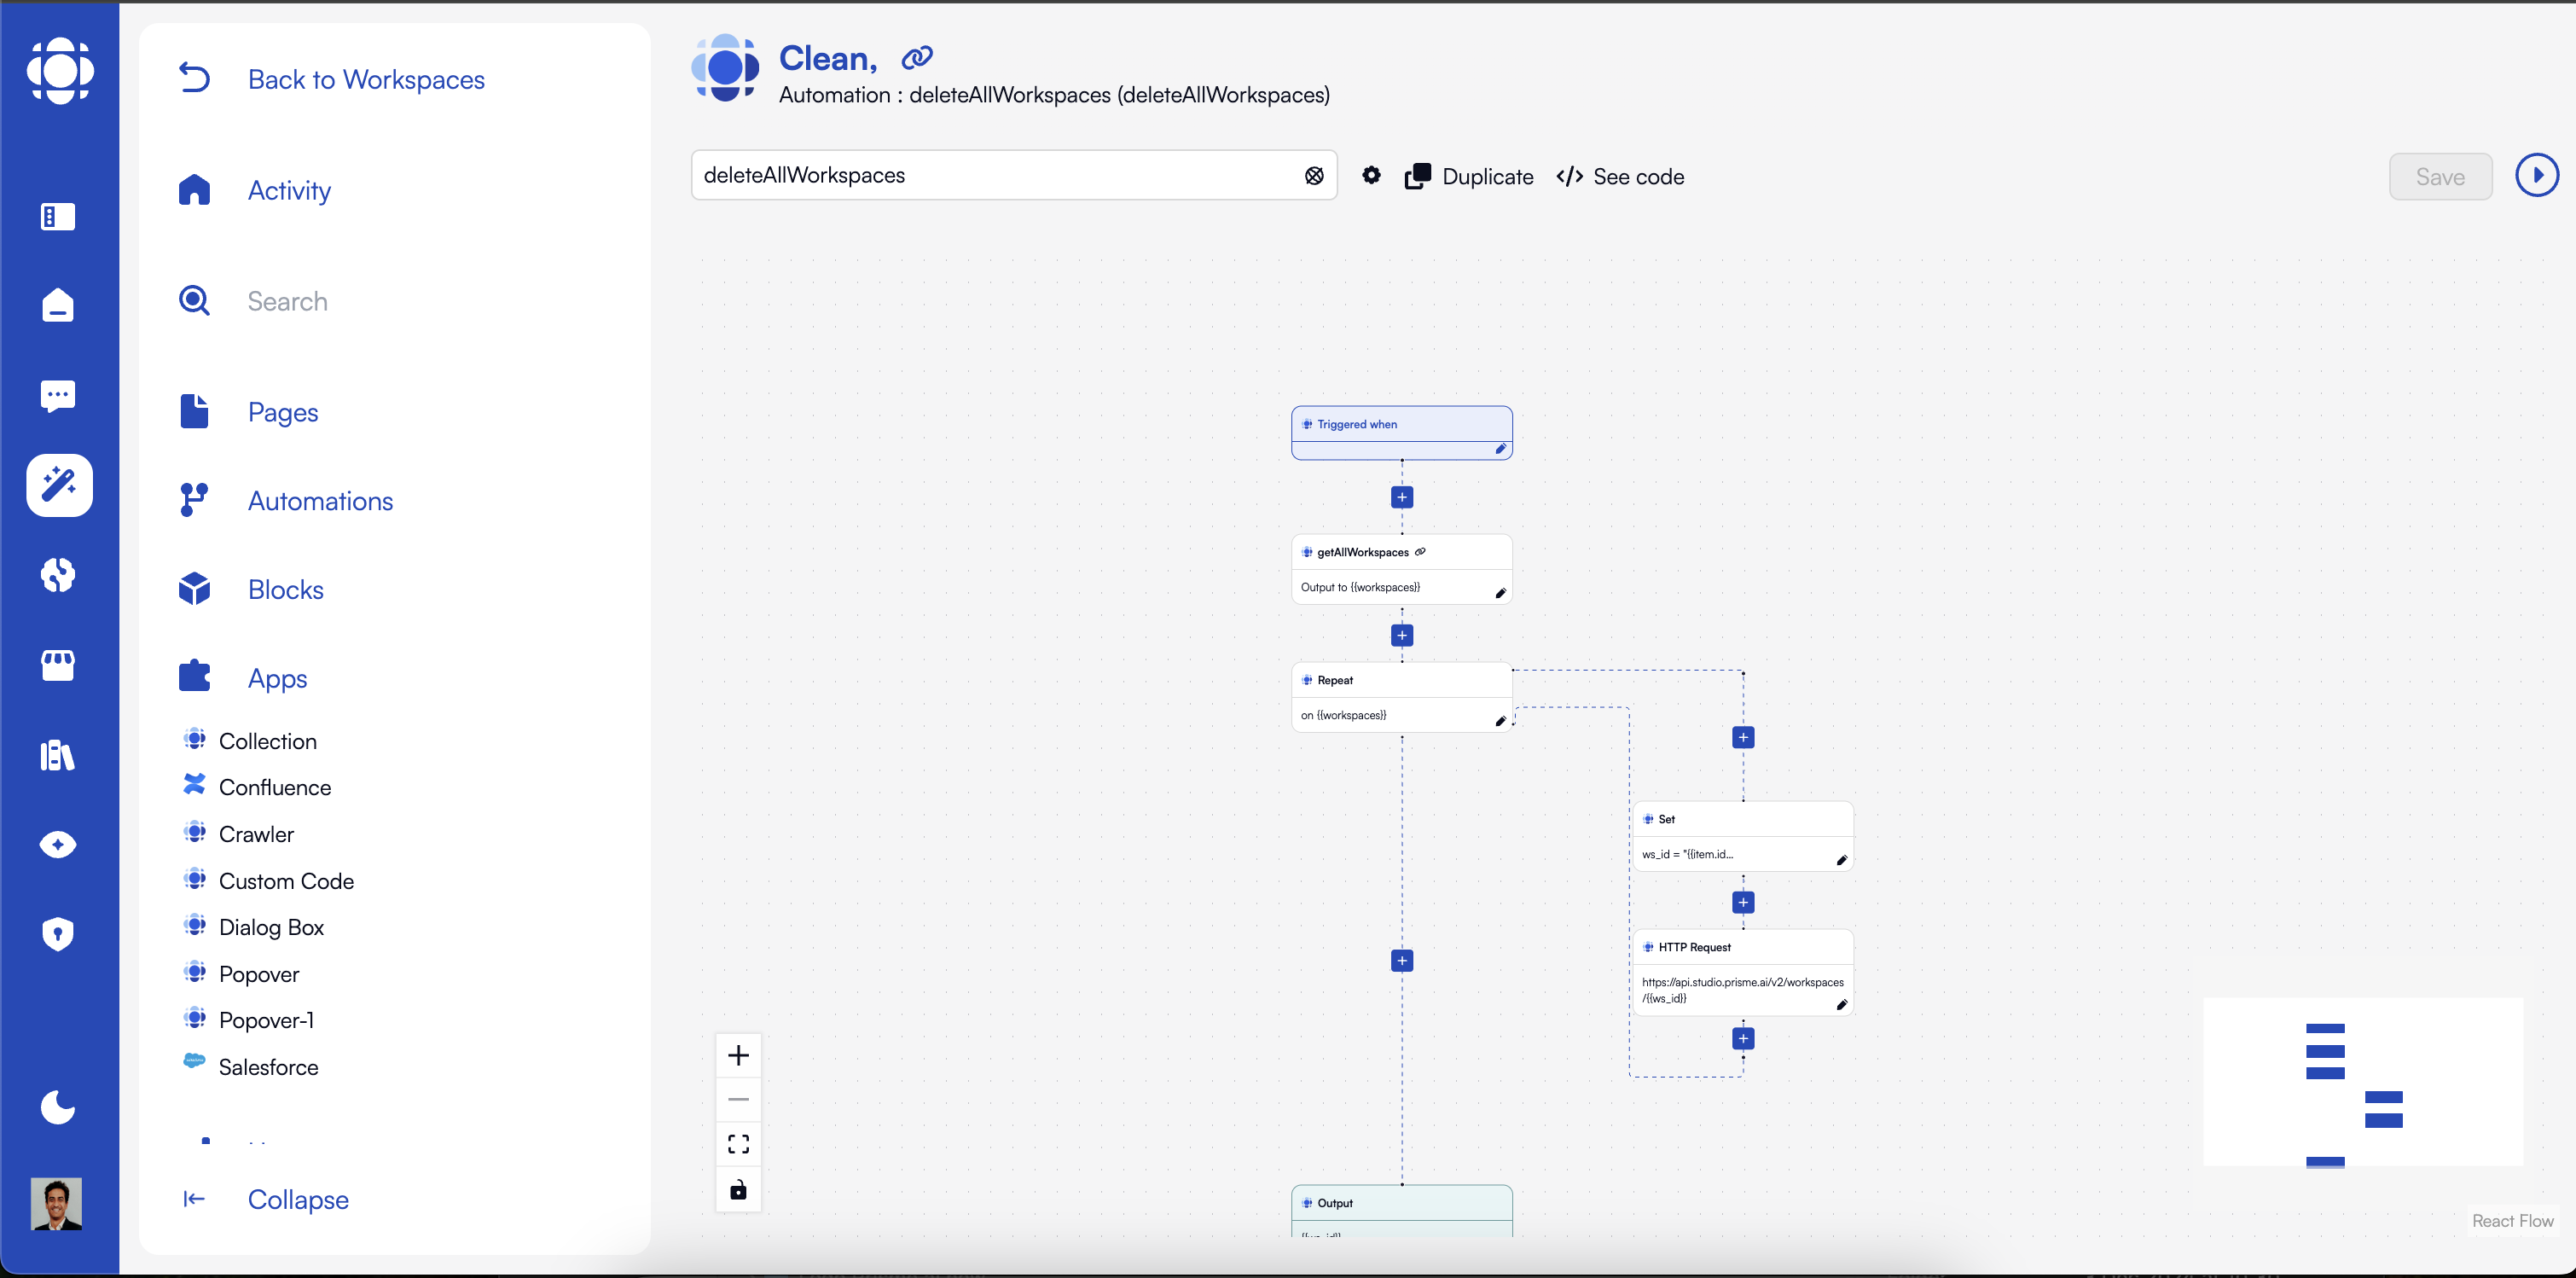 Back to Workspaces
Activity
Search
Pages
Automations
Blocks
Apps
Collection
Confluence
Crawler
Custom Code
Dialog Box
Popover
Popover-1
Salesforce
Collapse
Clean,
Automation : deleteAllWorkspaces (deleteAllWorkspaces)
deleteAllWorkspaces
Duplicate
</> See code
Save
Triggered when
getAllWorkspaces
Output to {{workspaces}}
Repeat
on {{workspaces}}
Set
ws_id = "{{item.id...
HTTP Request
https://api.studio.prisme.ai/v2/workspaces
/{{ws_id}}
Output
{{ws_id}}
React Flow